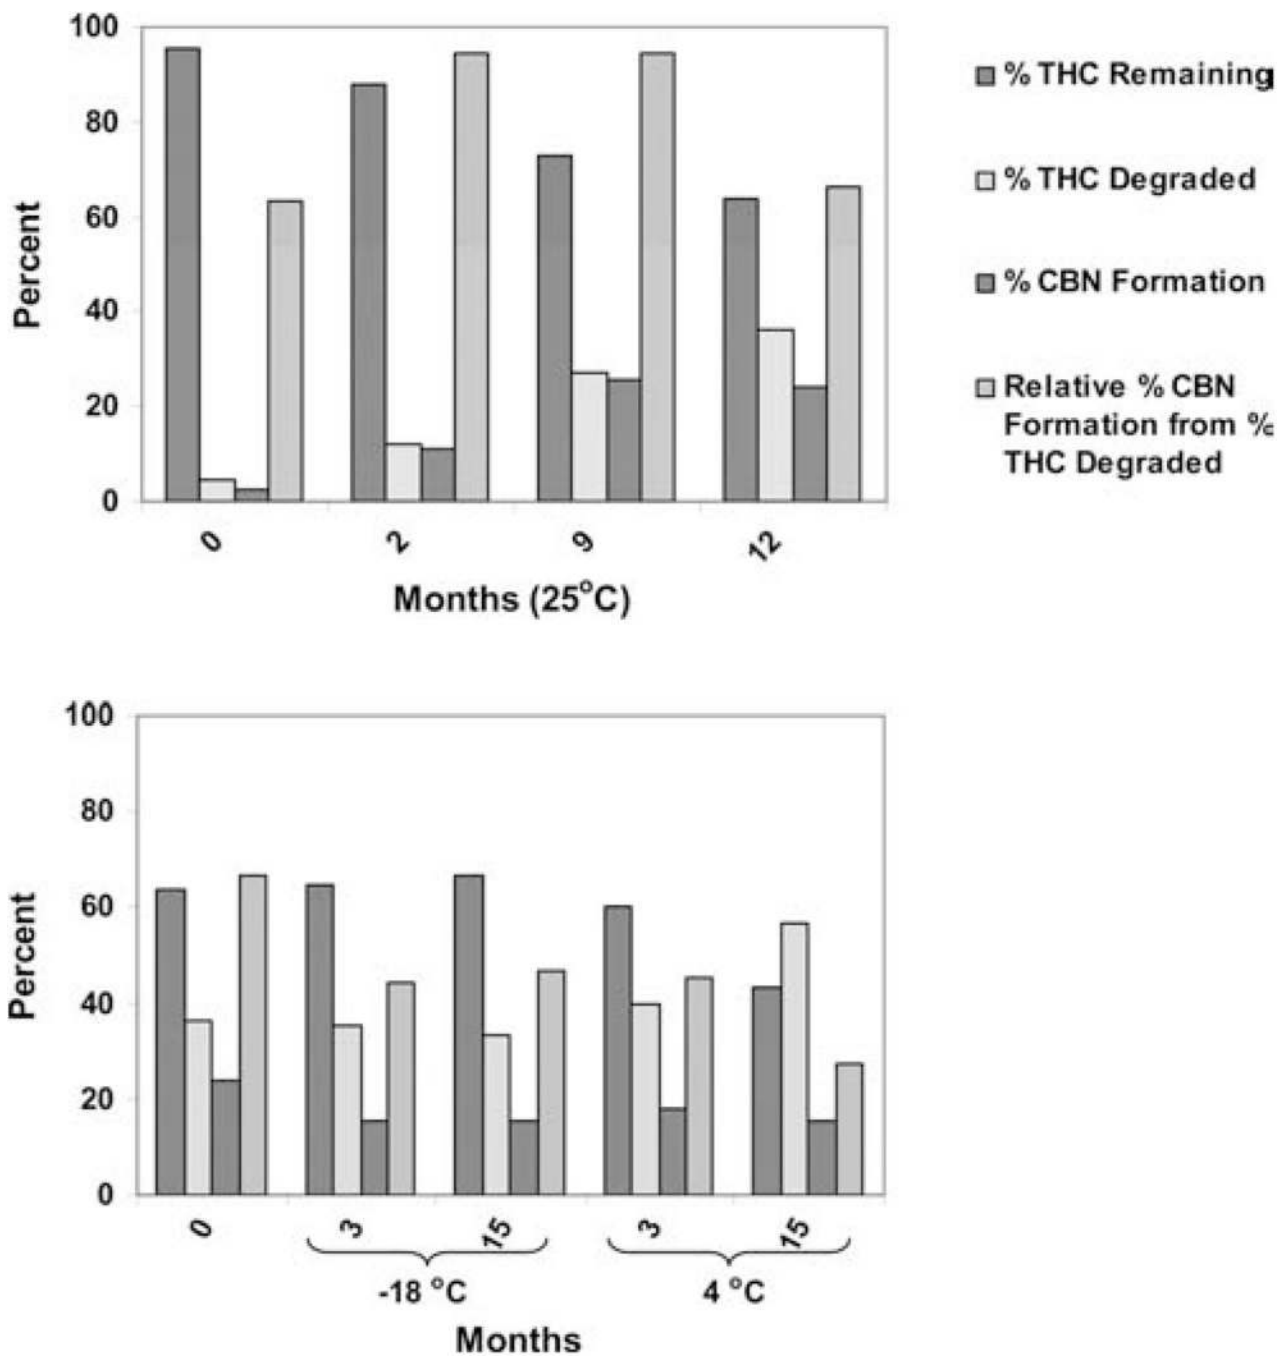 100
80
60
40
20
0
Percent
0
2
9
12
Months (25°C)
% THC Remaining
% THC Degraded
% CBN Formation
Relative % CBN
Formation from %
THC Degraded
100
80
60
40
20
0
Percent
0
3
15
3
15
-18 °C
4 °C
Months